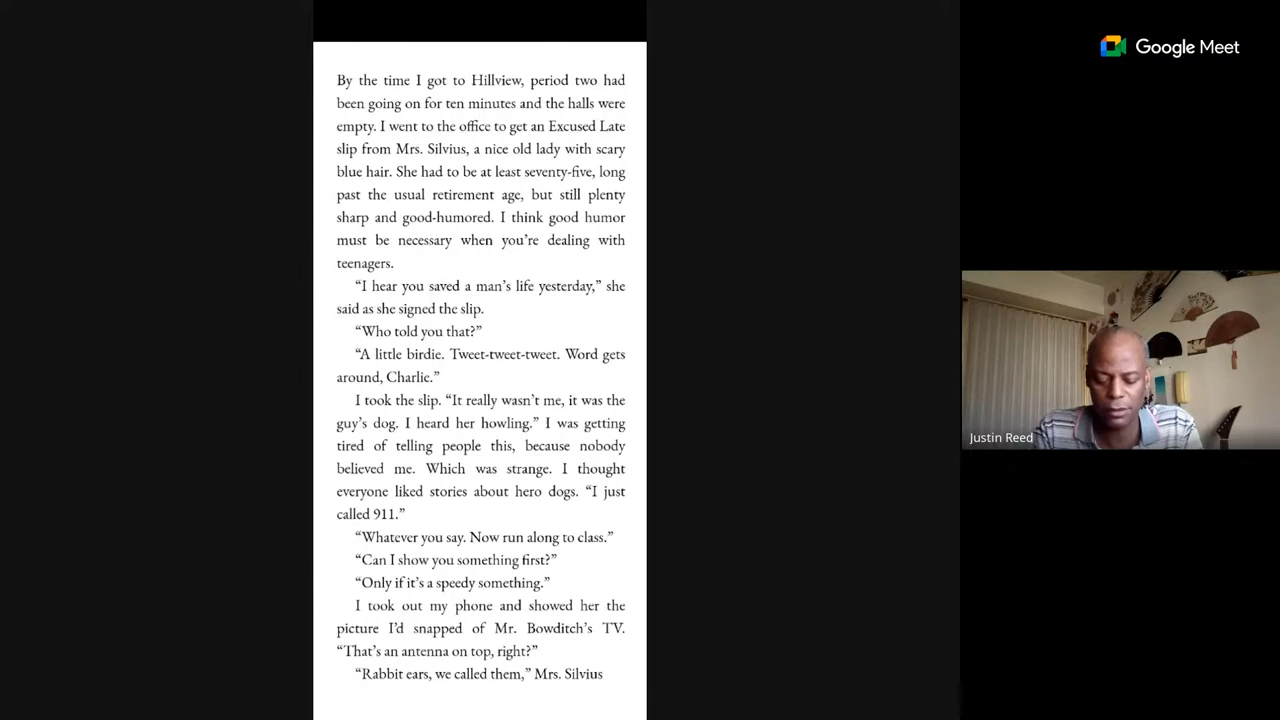 Google Meet
By the time I got to Hillview, period two had
been going on for ten minutes and the halls were
empty. I went to the office to get an Excused Late
slip from Mrs. Silvius, a nice old lady with scary
blue hair. She had to be at least seventy-five, long
past the usual retirement age, but still plenty
sharp and good-humored. I think good humor
must be necessary when you’re dealing with
teenagers.
“I hear you saved a man’s life yesterday,” she
said as she signed the slip.
“Who told you that?”
“A little birdie. Tweet-tweet-tweet. Word gets
around, Charlie.”
I took the slip. “It really wasn’t me, it was the
guy’s dog. I heard her howling.” I was getting
tired of telling people this, because nobody
believed me. Which was strange. I thought
everyone liked stories about hero dogs. “I just
called 911.”
“Whatever you say. Now run along to class.”
“Can I show you something first?”
“Only if it’s a speedy something.”
I took out my phone and showed her the
picture I’d snapped of Mr. Bowditch’s TV.
“That’s an antenna on top, right?”
“Rabbit ears, we called them,” Mrs. Silvius
Justin Reed